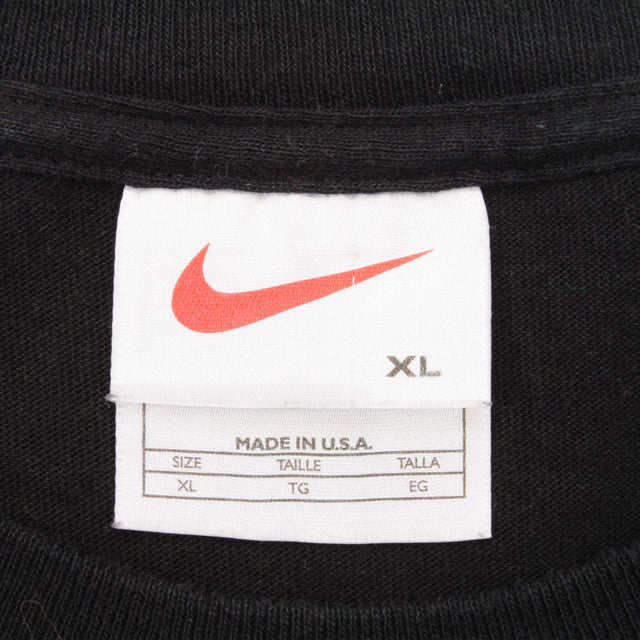 XL
MADE IN U.S.A.
SIZE TAILLE TALLA
XL TG EG